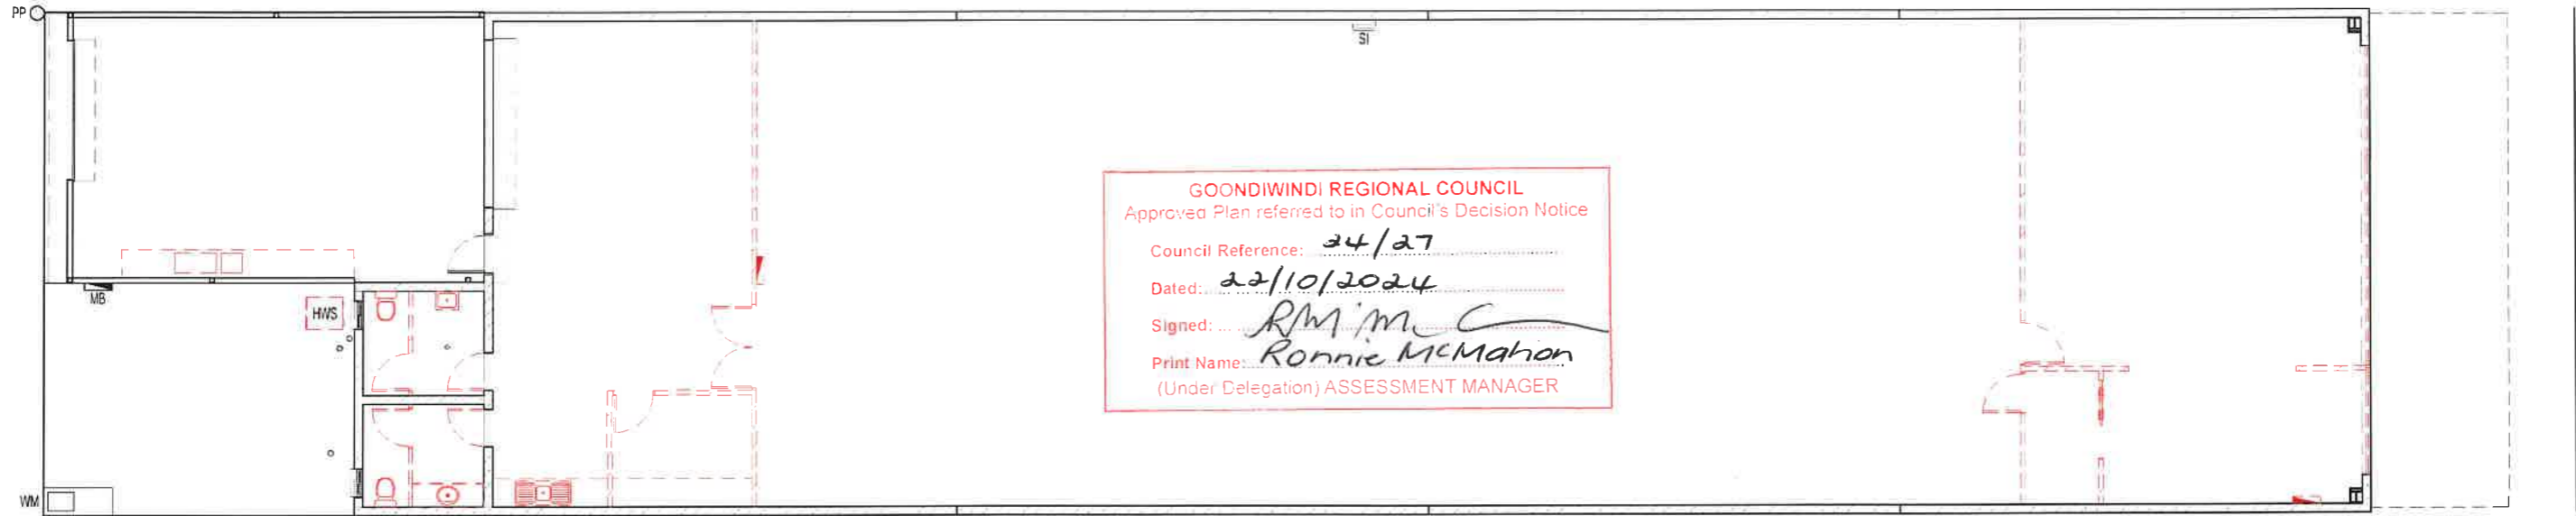 PP
SI
GOONDIWINDI REGIONAL COUNCIL
Approved Plan referred to in Council's Decision Notice
Council Reference: 24/27
Dated: 22/10/2024
MB
HWS
Signed:
Print Name: Ronnie McMahon
(Under Delegation) ASSESSMENT MANAGER
WM